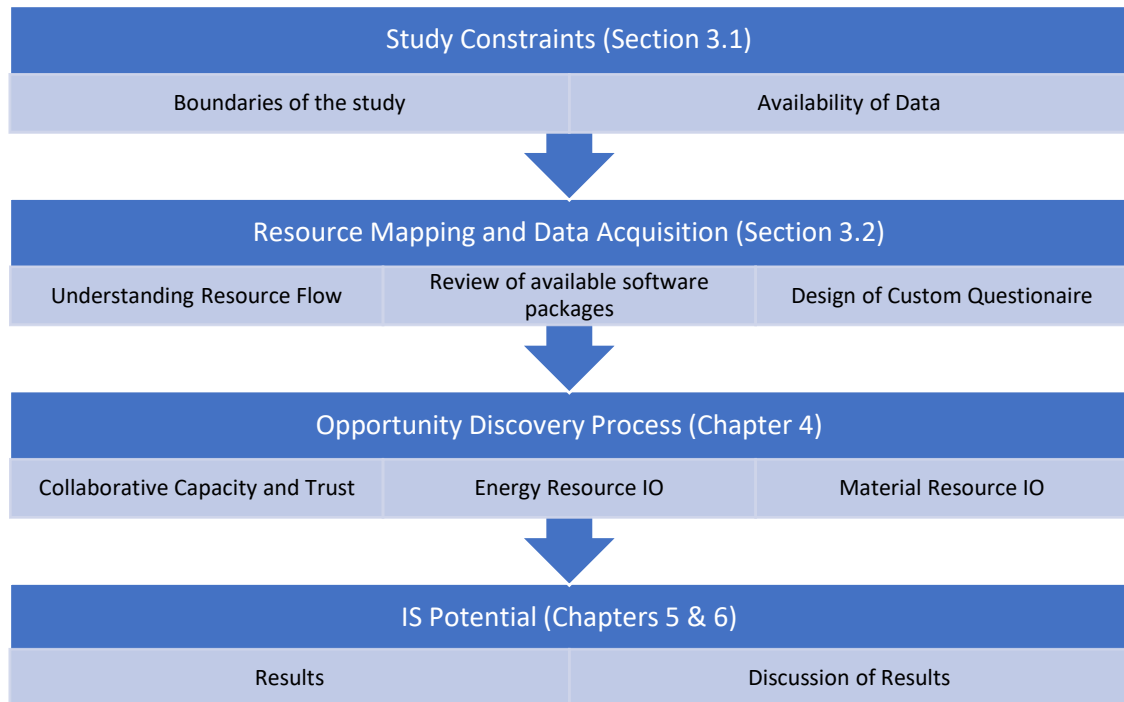 Study Constraints (Section 3.1)
Boundaries of the study
Availability of Data
Resource Mapping and Data Acquisition (Section 3.2)
Understanding Resource Flow
Review of available software
packages
Design of Custom Questionaire
Opportunity Discovery Process (Chapter 4)
Collaborative Capacity and Trust
Energy Resource IO
Material Resource IO
IS Potential (Chapters 5 & 6)
Results
Discussion of Results